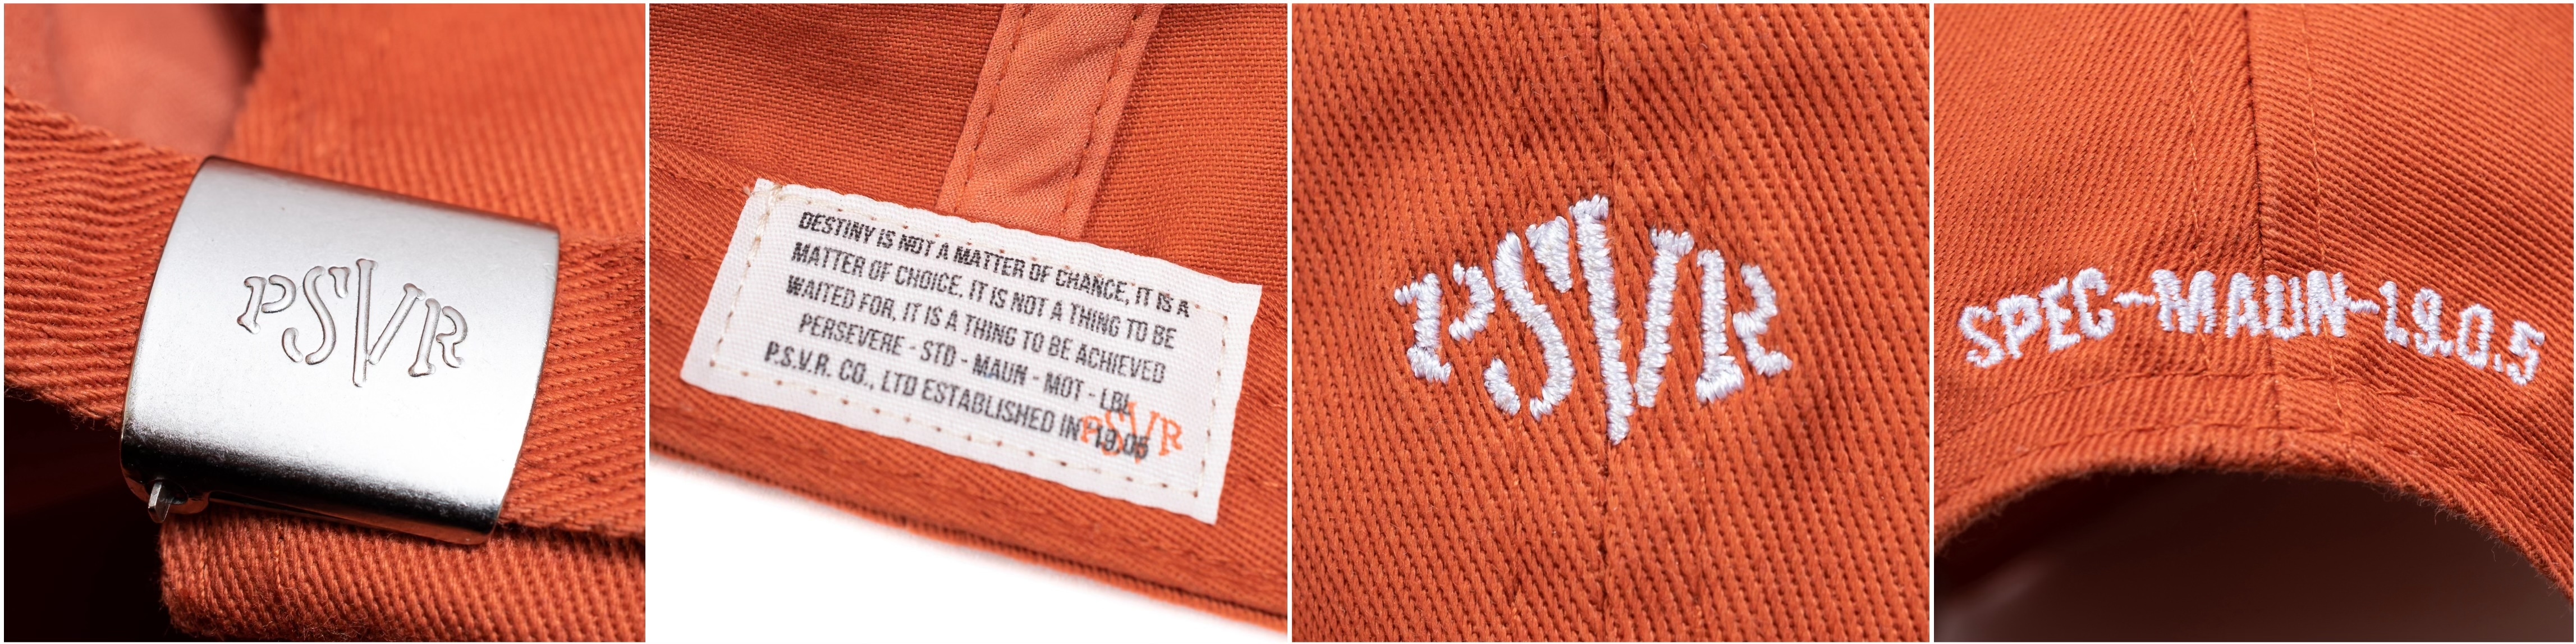 PSVR
DESTINY IS NOT A MATTER OF CHANCE, IT IS A
MATTER OF CHOICE. IT IS NOT A THING TO BE
WAITED FOR, IT IS A THING TO BE ACHIEVED
PERSEVERE - STD - MAUN - MOT - LBL
P.S.V.R. CO., LTD ESTABLISHED IN 19.05
PSVR
PSVR
SPEC-MAUN-19.0.5